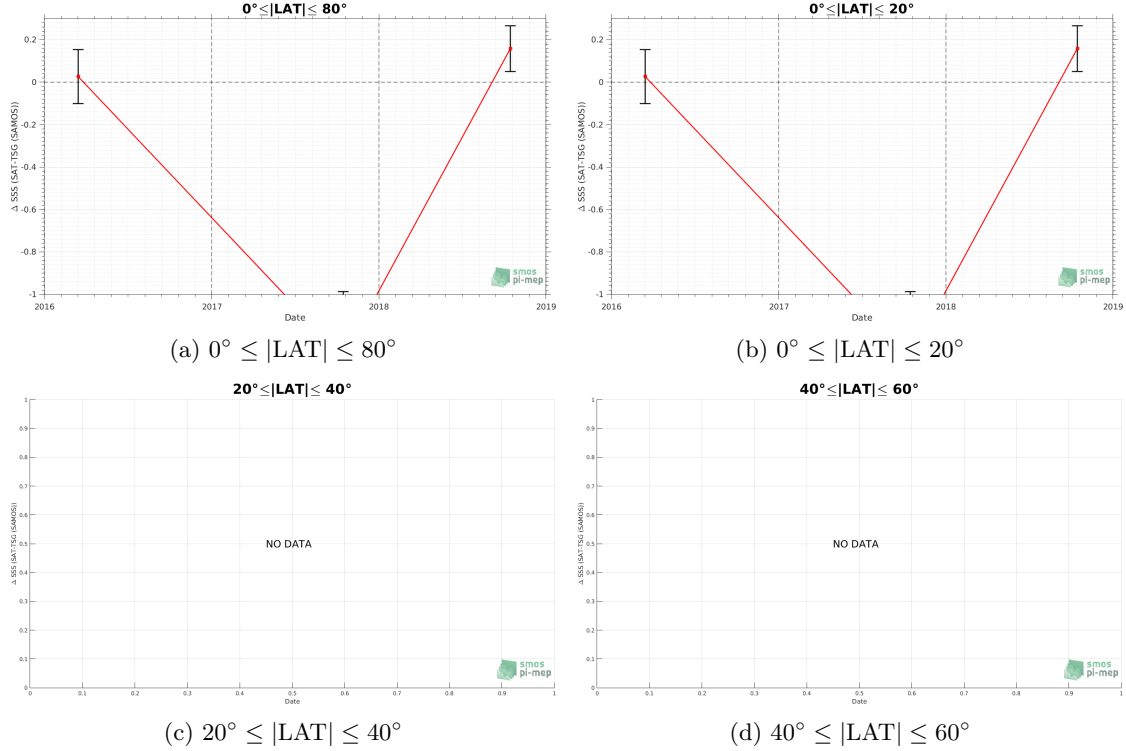 0°≤|LAT|≤ 80°
Δ SSS (SAT-TSG (SAMOS))
0.2
0
-0.2
-0.4
-0.6
-0.8
-1
2016
2017
2018
2019
Date
smos
pi-mep
(a) 0° ≤ |LAT| ≤ 80°
0°≤|LAT|≤ 20°
Δ SSS (SAT-TSG (SAMOS))
0.2
0
-0.2
-0.4
-0.6
-0.8
-1
2016
2017
2018
2019
Date
smos
pi-mep
(b) 0° ≤ |LAT| ≤ 20°
20°≤|LAT|≤ 40°
Δ SSS (SAT-TSG (SAMOS))
1
0.9
0.8
0.7
0.6
0.5
0.4
0.3
0.2
0.1
0
NO DATA
0
0.1
0.2
0.3
0.4
0.5
0.6
0.7
0.8
0.9
1
Date
smos
pi-mep
(c) 20° ≤ |LAT| ≤ 40°
40°≤|LAT|≤ 60°
Δ SSS (SAT-TSG (SAMOS))
1
0.9
0.8
0.7
0.6
0.5
0.4
0.3
0.2
0.1
0
NO DATA
0
0.1
0.2
0.3
0.4
0.5
0.6
0.7
0.8
0.9
1
Date
smos
pi-mep
(d) 40° ≤ |LAT| ≤ 60°